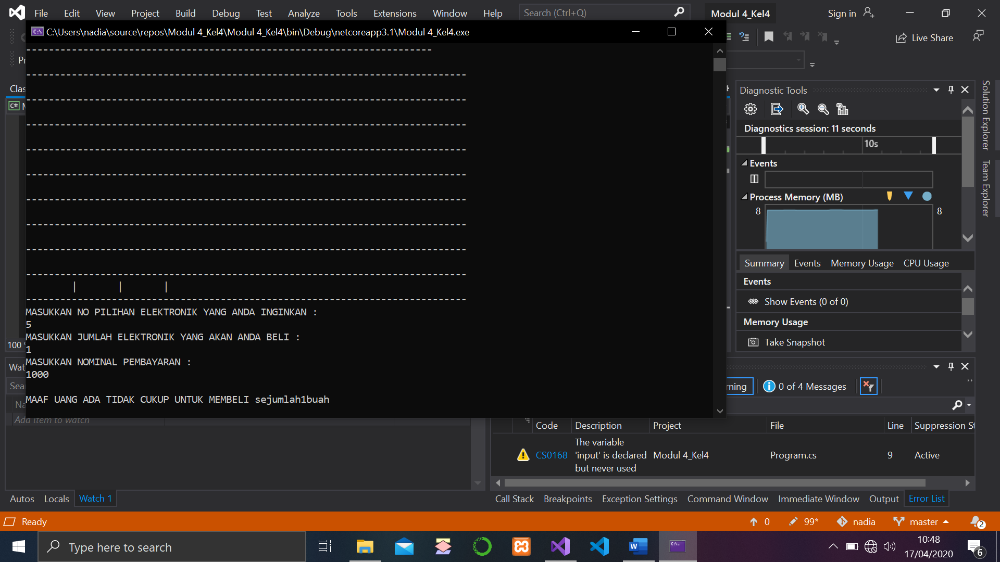 File Edit View Project Build Debug Test Analyze Tools Extensions Window Help Search (Ctrl+Q) Modul 4_Kel4 Sign in
C:\Users\nadia\source\repos\Modul 4_Kel4\Modul 4_Kel4\bin\Debug\netcoreapp3.1\Modul 4_Kel4.exe
Live Share
Pr
-----------------------------------------------------------------------
-----------------------------------------------------------------------------
-----------------------------------------------------------------------------
-----------------------------------------------------------------------------
-----------------------------------------------------------------------------
-----------------------------------------------------------------------------
-----------------------------------------------------------------------------
-----------------------------------------------------------------------------
-----------------------------------------------------------------------------
-----------------------------------------------------------------------------
| | |
-----------------------------------------------------------------------------
MASUKKAN NO PILIHAN ELEKTRONIK YANG ANDA INGINKAN :
5
MASUKKAN JUMLAH ELEKTRONIK YANG AKAN ANDA BELI :
1
MASUKKAN NOMINAL PEMBAYARAN :
1000
MAAF UANG ADA TIDAK CUKUP UNTUK MEMBELI sejumlah1buah
Clas
C# M
100 %
Diagnostic Tools
Diagnostics session: 11 seconds
10s
Events
Process Memory (MB)
8 8
Summary Events Memory Usage CPU Usage
Events
Show Events (0 of 0)
Memory Usage
Take Snapshot
Solution Explorer
Team Explorer
Wat
Sea
Na
Add item to watch
Autos Locals Watch 1
rning 0 of 4 Messages
Code Description Project File Line Suppression St
CS0168 The variable 'input' is declared but never used Modul 4_Kel4 Program.cs 9 Active
Call Stack Breakpoints Exception Settings Command Window Immediate Window Output Error List
Ready 0 99* nadia master 2
Type here to search
10:48
17/04/2020
6